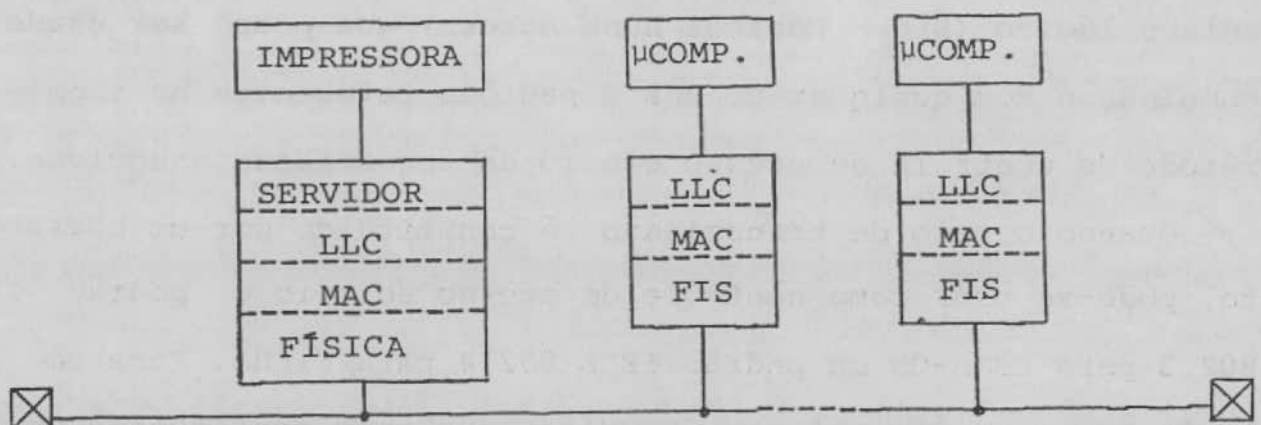 IMPRESSORA
µCOMP.
µCOMP.
SERVIDOR
LLC
MAC
FÍSICA
LLC
MAC
FIS
LLC
MAC
FIS